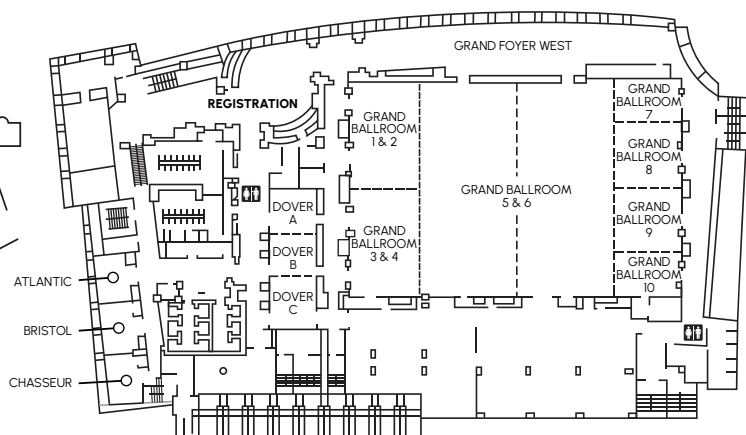 GRAND FOYER WEST
REGISTRATION
GRAND
BALLROOM
1 & 2
GRAND
BALLROOM
7
GRAND
BALLROOM
8
GRAND BALLROOM
5 & 6
DOVER
A
GRAND
BALLROOM
9
GRAND
BALLROOM
3 & 4
DOVER
B
GRAND
BALLROOM
10
ATLANTIC
DOVER
C
BRISTOL
CHASSEUR